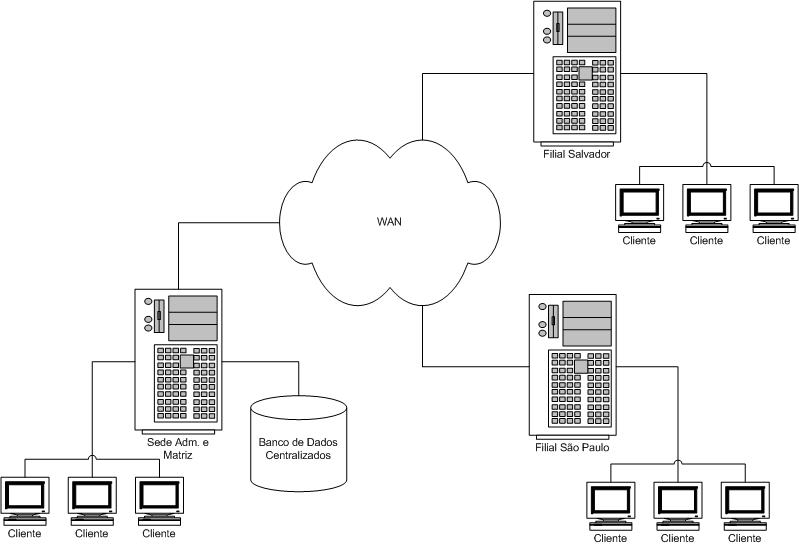 Filial Salvador
Cliente
Cliente
Cliente
WAN
Sede Adm. e
Matriz
Banco de Dados
Centralizados
Filial São Paulo
Cliente
Cliente
Cliente
Cliente
Cliente
Cliente